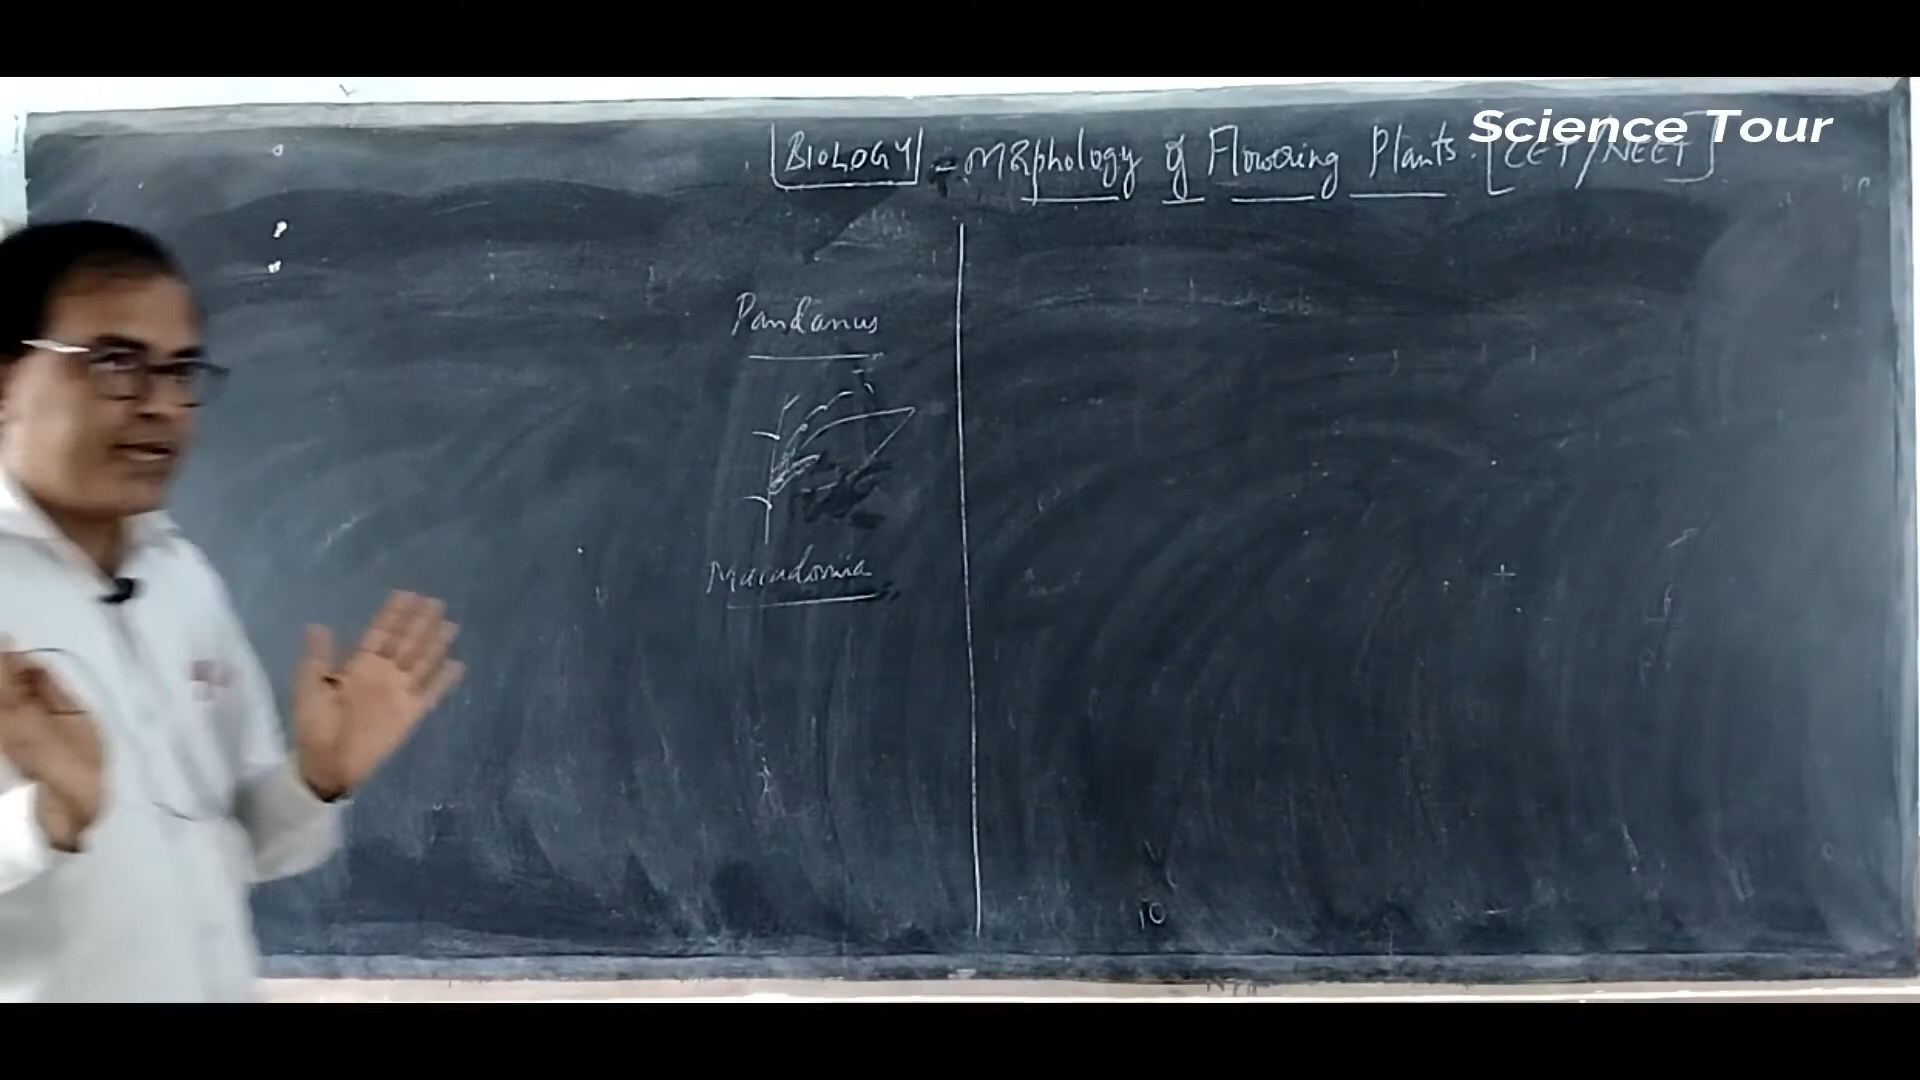 Science Tour
BIOLOGY - Morphology of Flowering Plants. [CET/NEET]
Pandanus
Macadamia
10